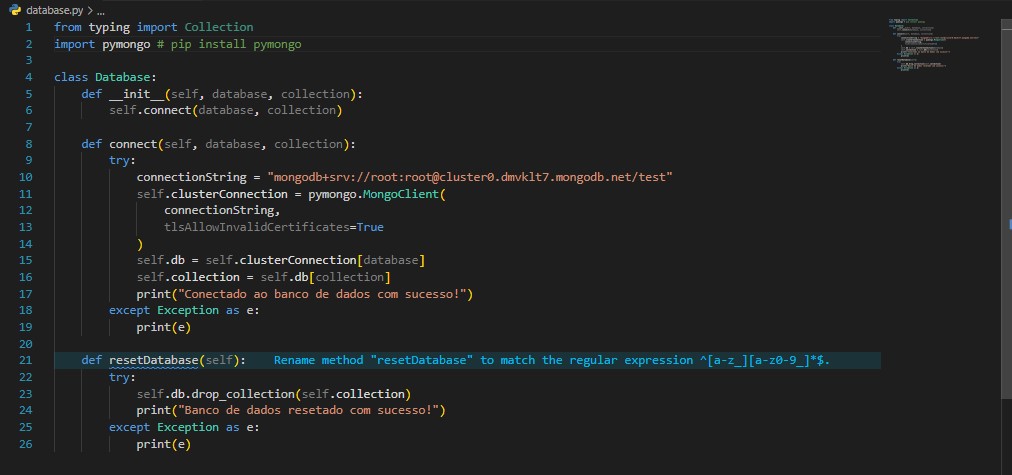 database.py > ...
1 from typing import Collection
2 import pymongo # pip install pymongo
3
4 class Database:
5     def __init__(self, database, collection):
6         self.connect(database, collection)
7
8     def connect(self, database, collection):
9         try:
10             connectionString = "mongodb+srv://root:root@cluster0.dmvklt7.mongodb.net/test"
11             self.clusterConnection = pymongo.MongoClient(
12                 connectionString,
13                 tlsAllowInvalidCertificates=True
14             )
15             self.db = self.clusterConnection[database]
16             self.collection = self.db[collection]
17             print("Conectado ao banco de dados com sucesso!")
18         except Exception as e:
19             print(e)
20
21     def resetDatabase(self):    Rename method "resetDatabase" to match the regular expression ^[a-z_][a-z0-9_]*$.
22         try:
23             self.db.drop_collection(self.collection)
24             print("Banco de dados resetado com sucesso!")
25         except Exception as e:
26             print(e)